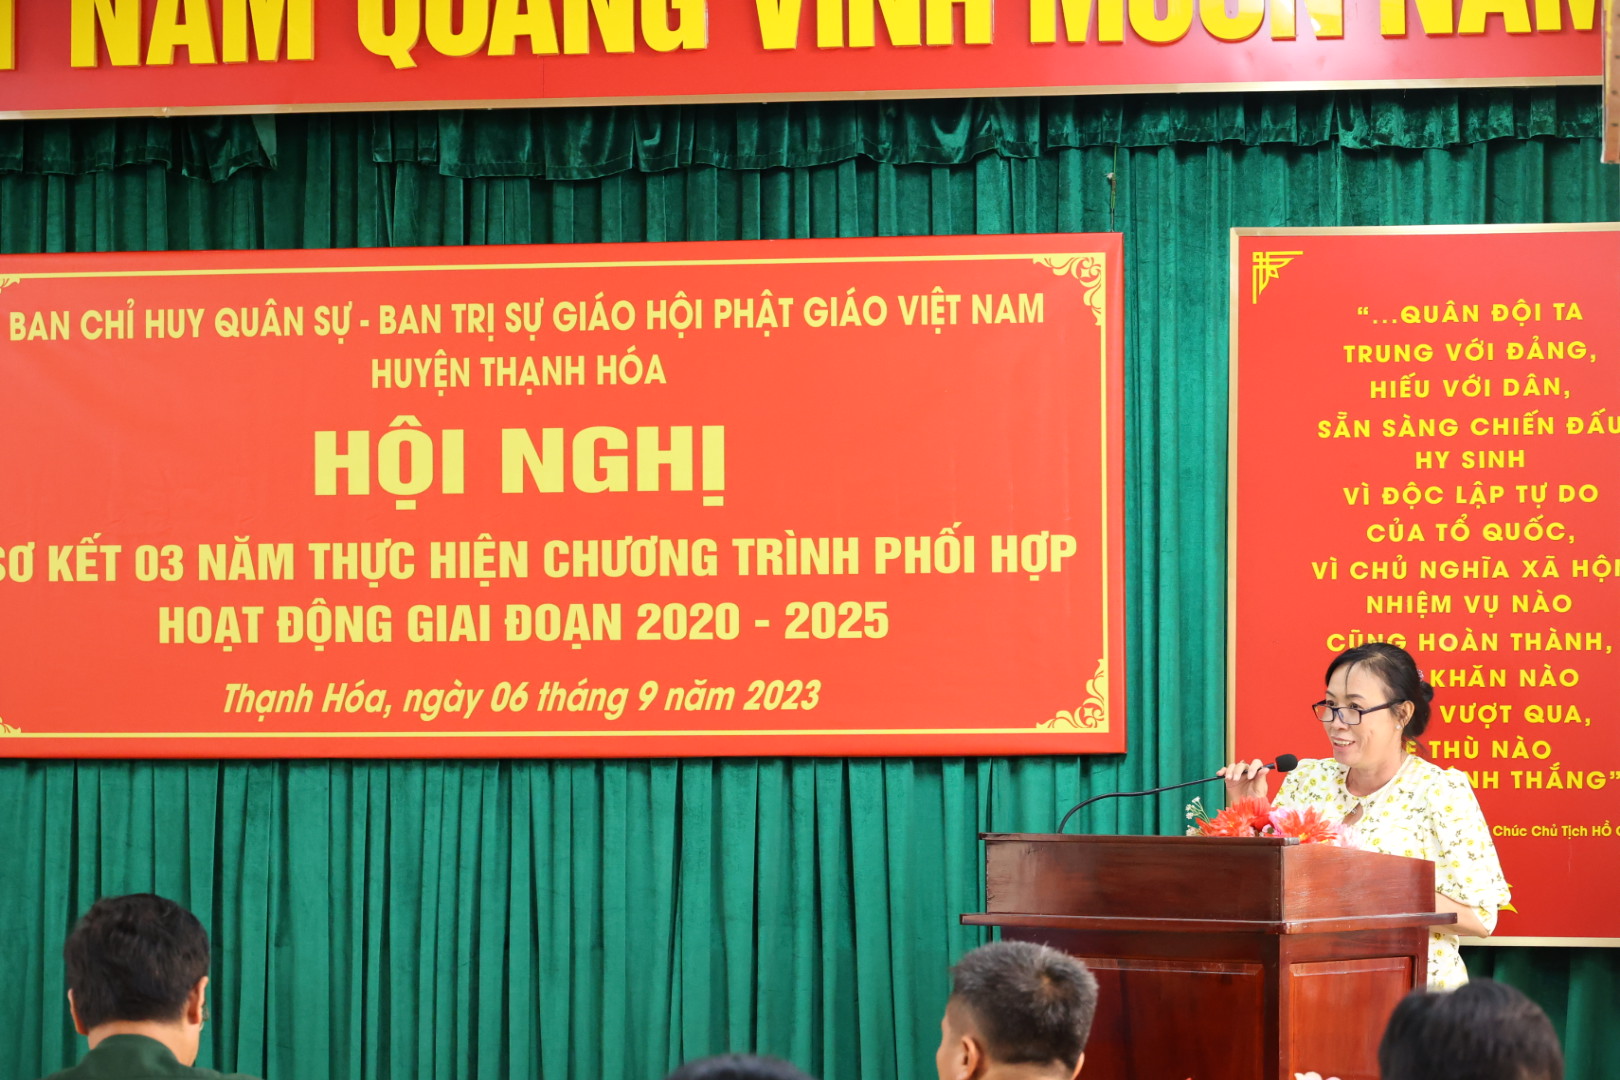 NAM QUANG VINH MUÔN NĂM
BAN CHỈ HUY QUÂN SỰ - BAN TRỊ SỰ GIÁO HỘI PHẬT GIÁO VIỆT NAM
HUYỆN THẠNH HÓA
HỘI NGHỊ
SƠ KẾT 03 NĂM THỰC HIỆN CHƯƠNG TRÌNH PHỐI HỢP
HOẠT ĐỘNG GIAI ĐOẠN 2020 - 2025
Thạnh Hóa, ngày 06 tháng 9 năm 2023
“...QUÂN ĐỘI TA
TRUNG VỚI ĐẢNG,
HIẾU VỚI DÂN,
SẴN SÀNG CHIẾN ĐẤU
HY SINH
VÌ ĐỘC LẬP TỰ DO
CỦA TỔ QUỐC,
VÌ CHỦ NGHĨA XÃ HỘI
NHIỆM VỤ NÀO
CŨNG HOÀN THÀNH,
KHĂN NÀO
VƯỢT QUA,
THÙ NÀO
THẮNG”
Chúc Chủ Tịch HỒ